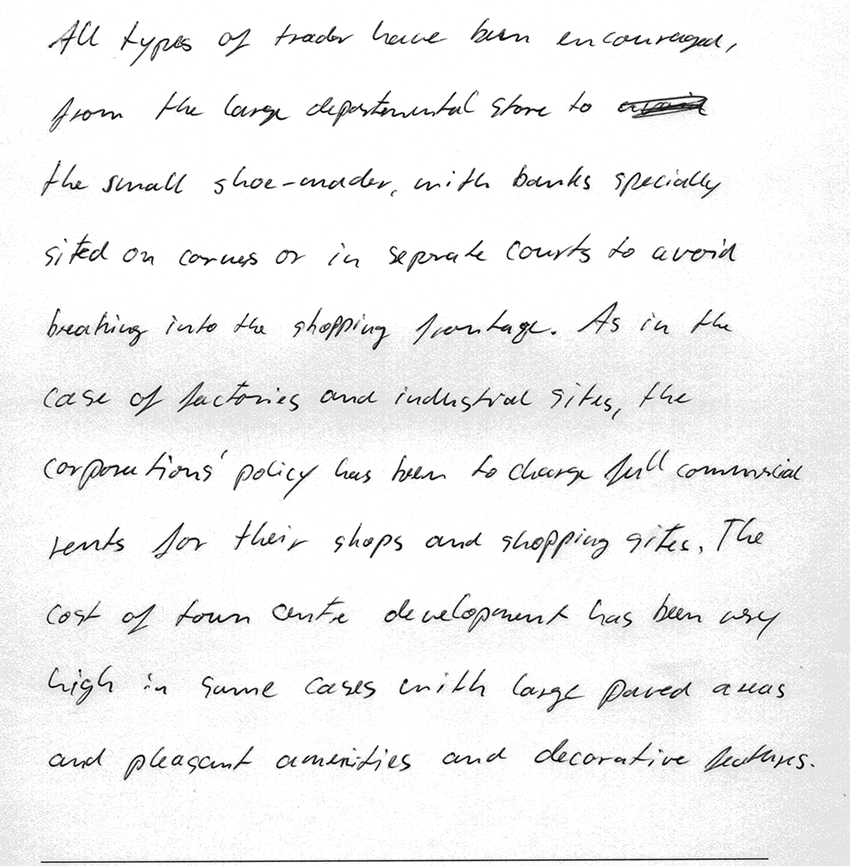 All types of trader have been encouraged,
from the large departemental store to
the small shoe-mader, with banks specially
sited on corners or in seperate courts to avoid
breaking into the shopping frontage. As in the
case of factories and industrial sites, the
corporations' policy has been to charge full commercial
rents for their shops and shopping sites. The
cost of town centre development has been very
high in some cases with large paved areas
and pleasant amenities and decorative features.